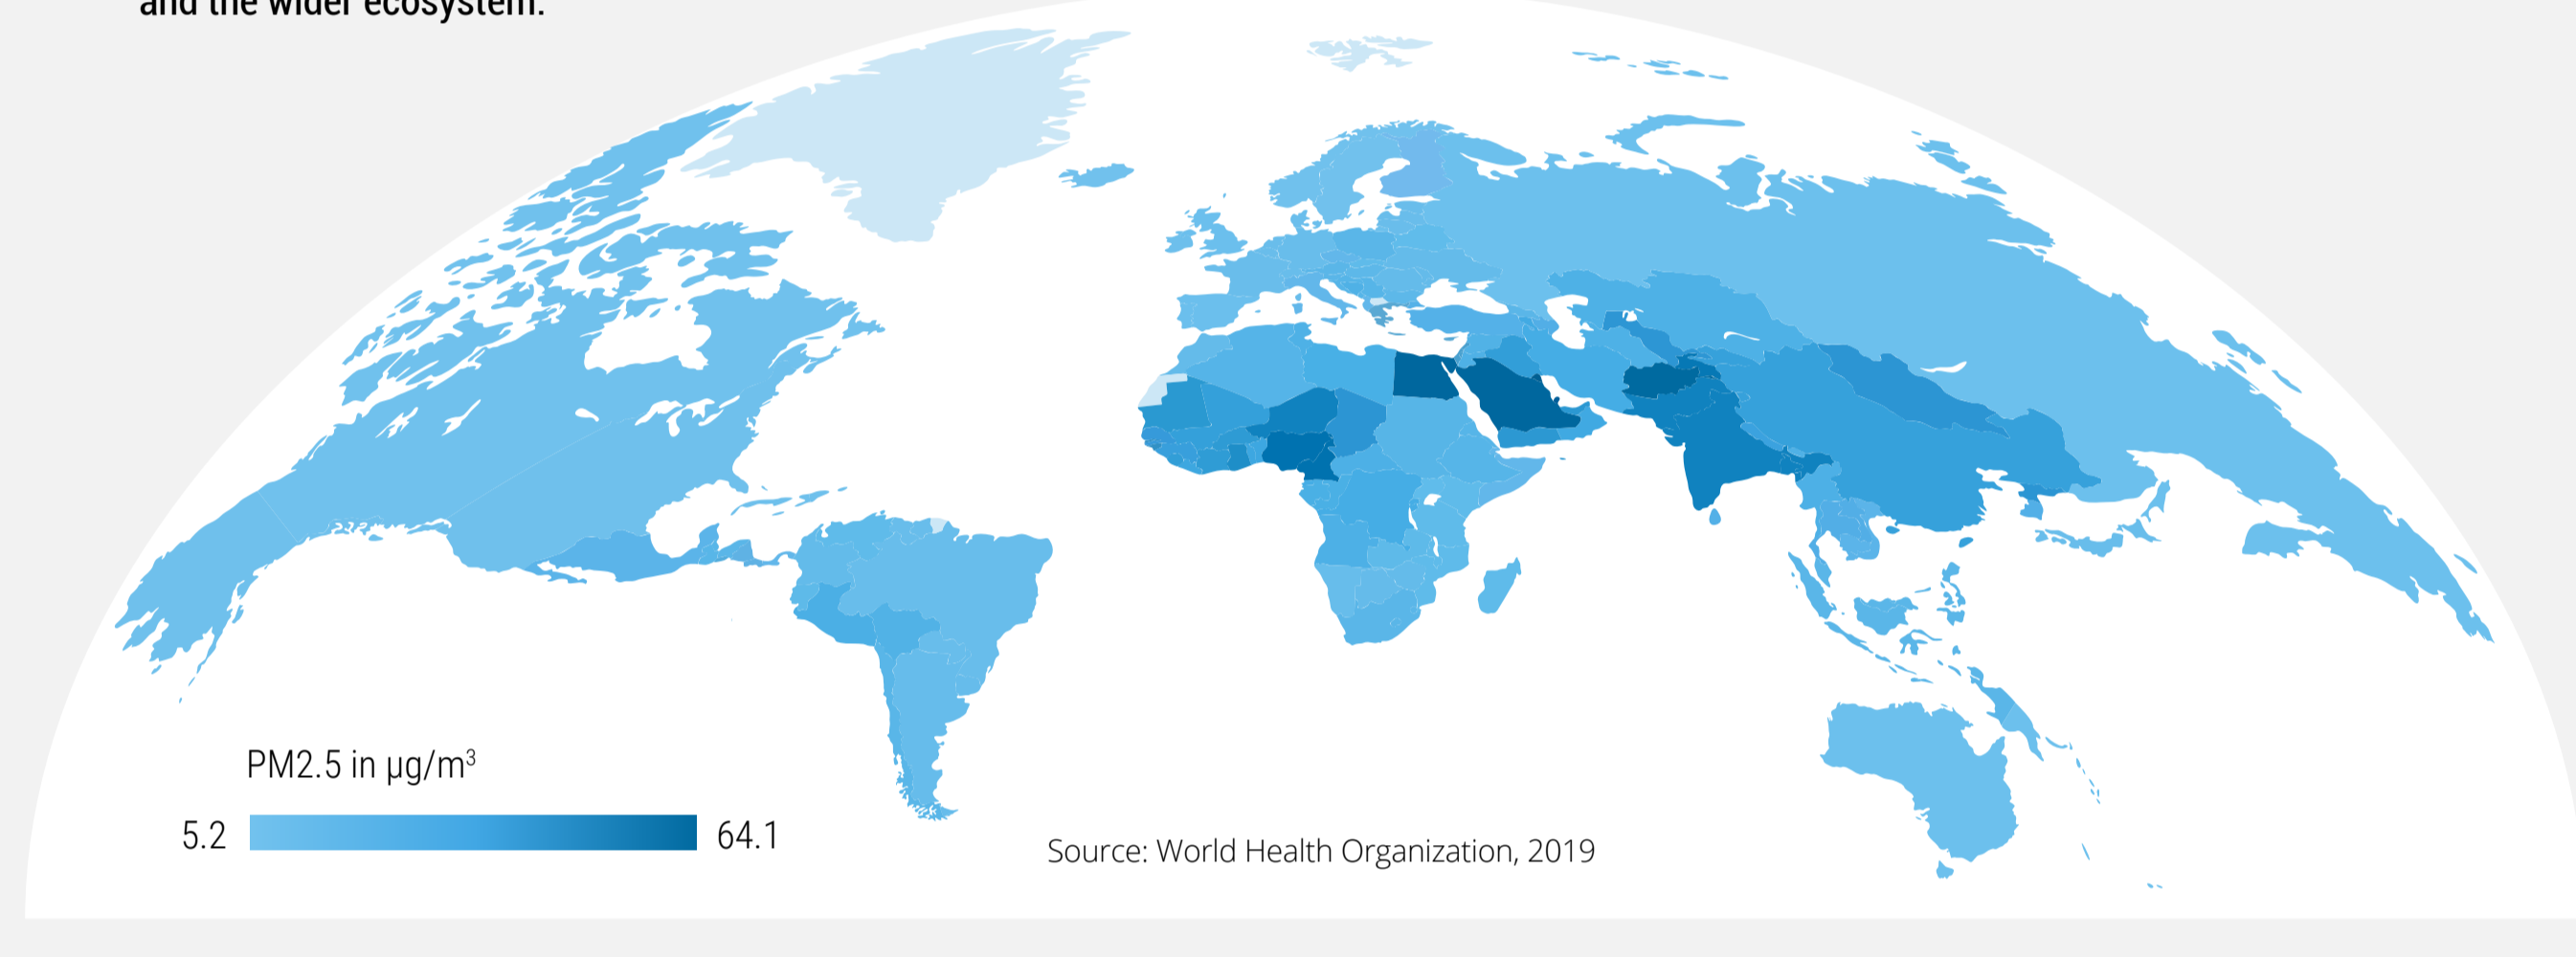 and the wider ecosystem.
PM2.5 in µg/m³
5.2
64.1
Source: World Health Organization, 2019